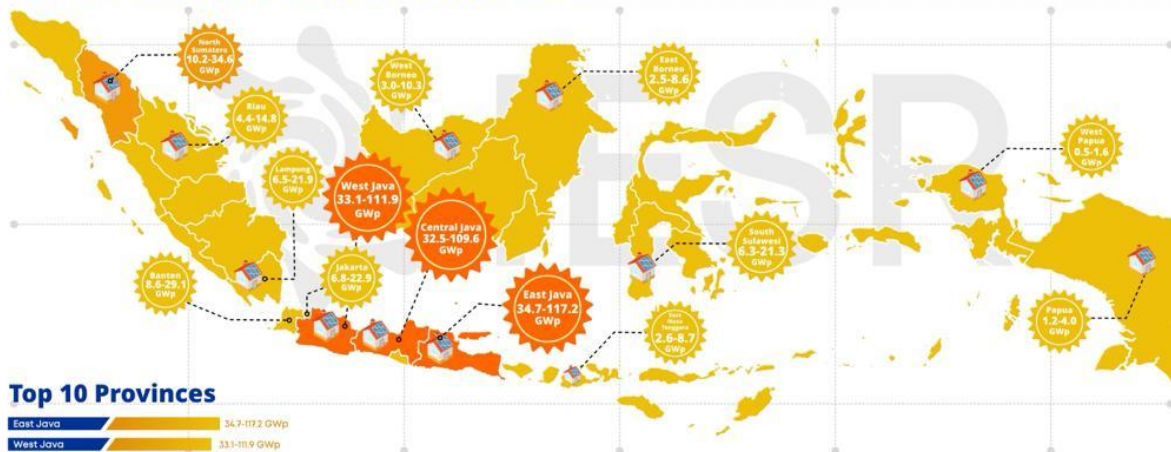 North
Sumatera
10.2-34.6
GWp
West
Borneo
3.0-10.3
GWp
East
Borneo
2.5-8.6
GWp
Riau
4.4-14.8
GWp
IESR
West
Papua
0.5-1.6
GWp
Lampung
6.5-21.9
GWp
West Java
33.1-111.9
GWp
Central Java
32.5-109.6
GWp
South
Sulawesi
6.3-21.3
GWp
Banten
8.6-29.1
GWp
Jakarta
6.8-22.9
GWp
East Java
34.7-117.2
GWp
Tenggara
2.6-8.7
GWp
Papua
1.2-4.0
GWp
Top 10 Provinces
East Java 34.7-117.2 GWp
West Java 33.1-111.9 GWp